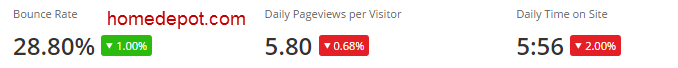 Bounce Rate
homedepot.com
28.80% ▼ 1.00%
Daily Pageviews per Visitor
5.80 ▼ 0.68%
Daily Time on Site
5:56 ▼ 2.00%